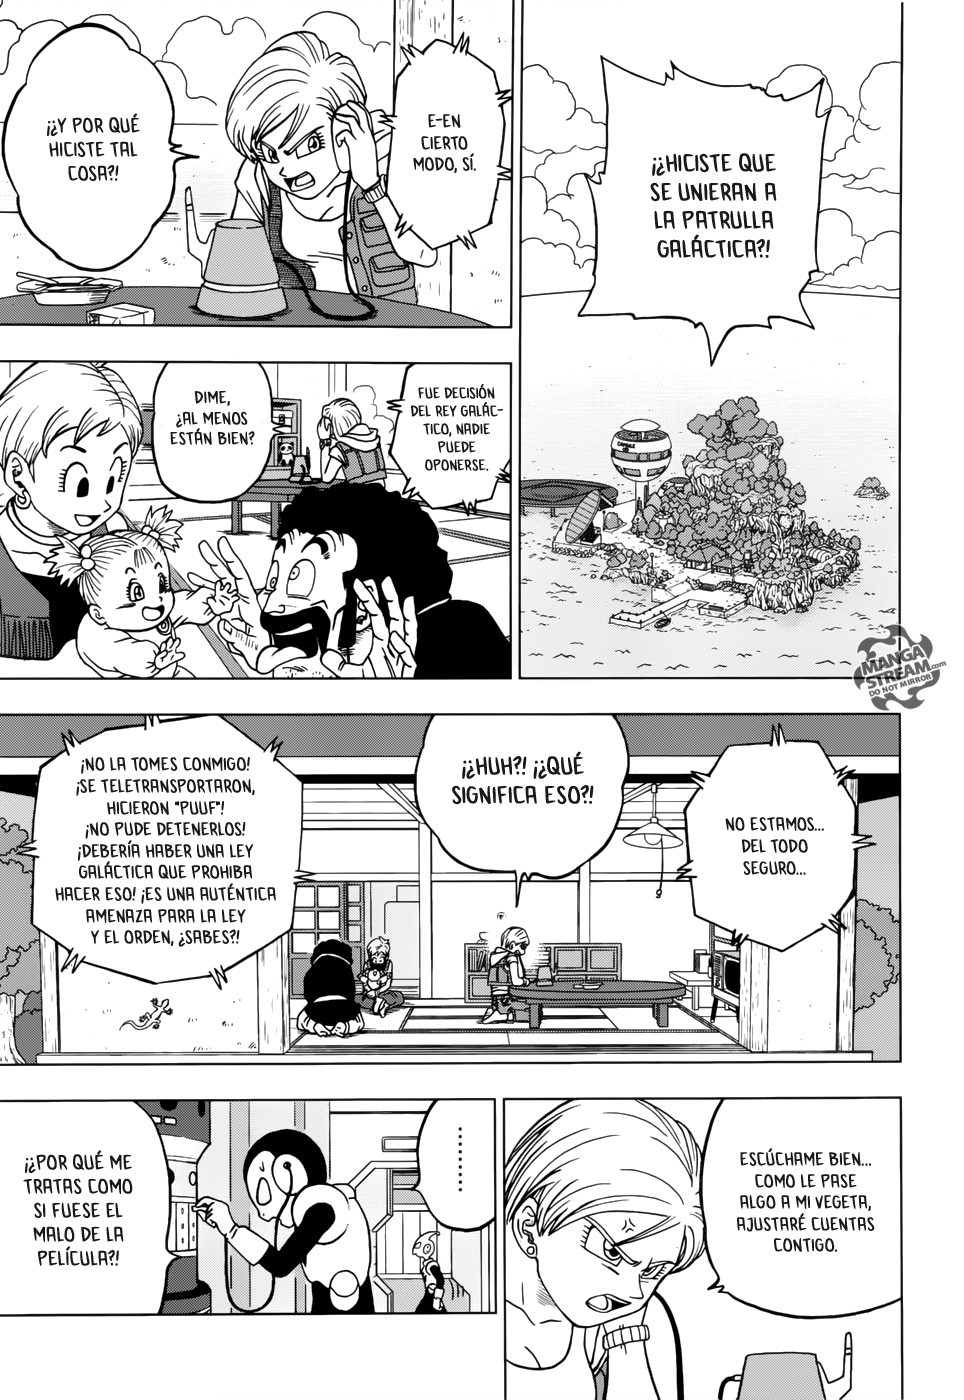 ¡¿HICISTE QUE
SE UNIERAN A
LA PATRULLA
GALÁCTICA?!
CAPSULE
E-EN
CIERTO
MODO, SÍ.
¡¿Y POR QUÉ
HICISTE TAL
COSA?!
FUE DECISIÓN
DEL REY GALÁC-
TICO, NADIE
PUEDE
OPONERSE.
DIME,
¿AL MENOS
ESTÁN BIEN?
MANGA
STREAM.com
DO NOT MIRROR
NO ESTAMOS...
DEL TODO
SEGURO...
¡¿HUH?! ¡¿QUÉ
SIGNIFICA ESO?!
¡NO LA TOMES CONMIGO!
¡SE TELETRANSPORTARON,
HICIERON "PUUF"!
¡NO PUDE DETENERLOS!
¡DEBERÍA HABER UNA LEY
GALÁCTICA QUE PROHIBA
HACER ESO! ¡ES UNA AUTÉNTICA
AMENAZA PARA LA LEY
Y EL ORDEN, ¿SABES?!
ESCÚCHAME BIEN...
COMO LE PASE
ALGO A MI VEGETA,
AJUSTARÉ CUENTAS
CONTIGO.
.........
¡¿POR QUÉ ME
TRATAS COMO
SI FUESE EL
MALO DE LA
PELÍCULA?!